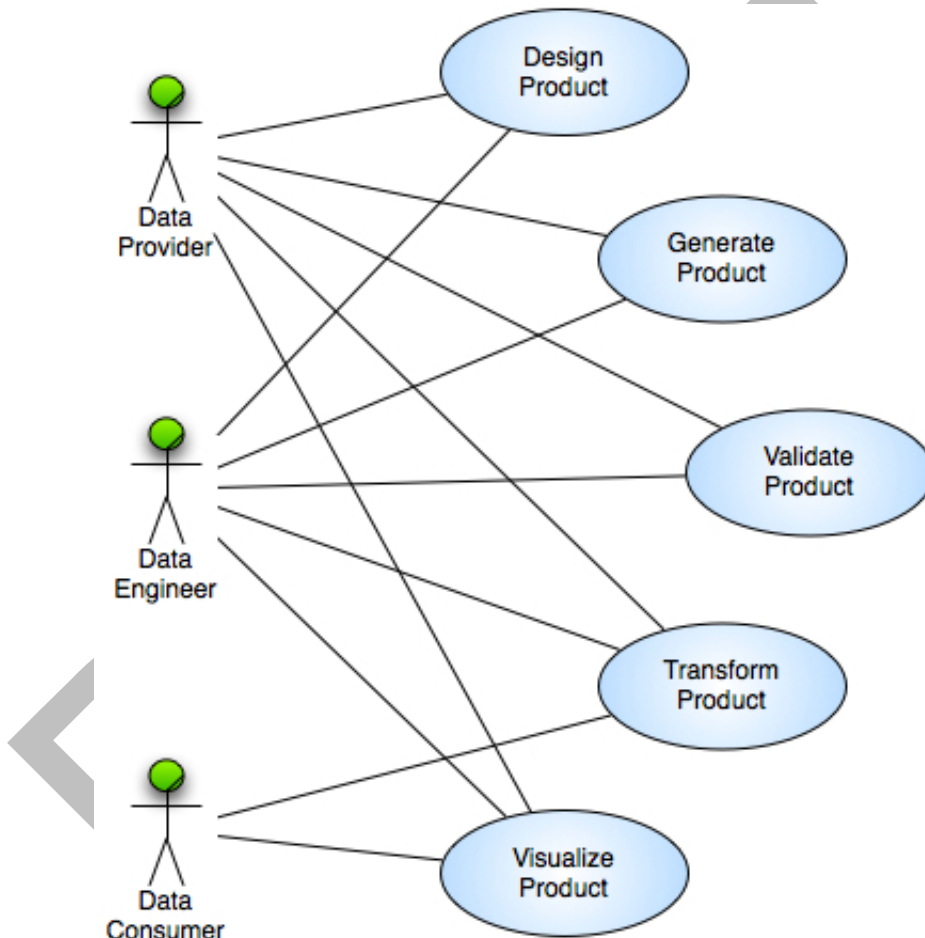 Design
Product
Data
Provider
Generate
Product
Validate
Product
Data
Engineer
Transform
Product
Visualize
Product
Data
Consumer